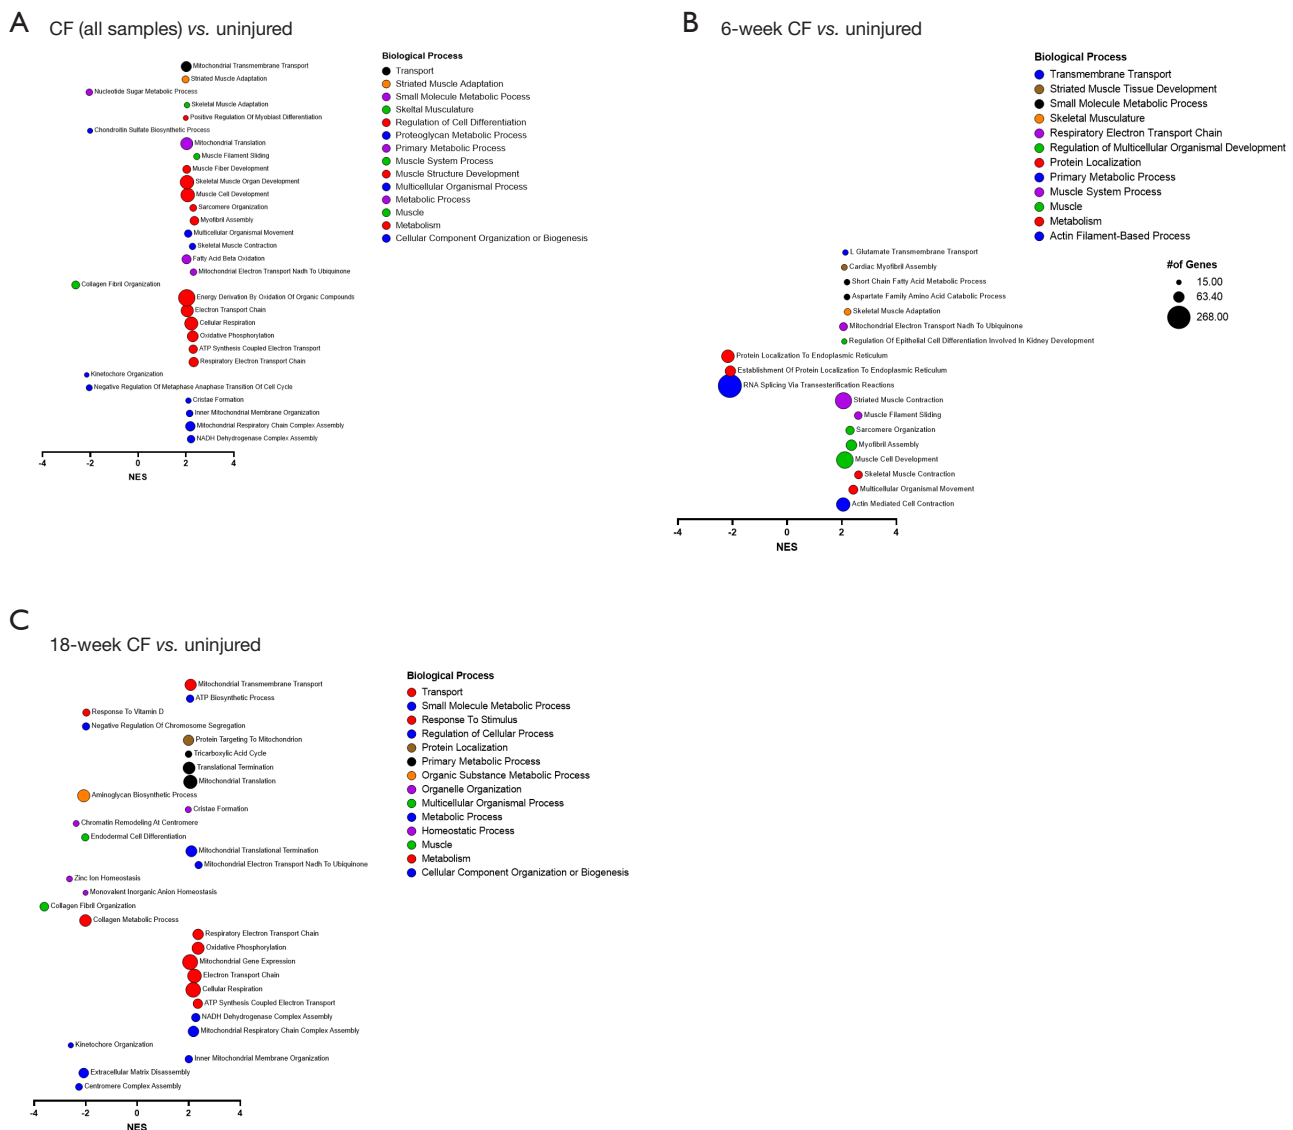 A
CF (all samples) vs. uninjured
Mitochondrial Transmembrane Transport
Striated Muscle Adaptation
Nucleotide Sugar Metabolic Process
Skeletal Muscle Adaptation
Positive Regulation Of Myoblast Differentiation
Chondroitin Sulfate Biosynthetic Process
Mitochondrial Translation
Muscle Filament Sliding
Muscle Fiber Development
Skeletal Muscle Organ Development
Muscle Cell Development
Sarcomere Organization
Myofibril Assembly
Multicellular Organismal Movement
Skeletal Muscle Contraction
Fatty Acid Beta Oxidation
Mitochondrial Electron Transport Nadh To Ubiquinone
Collagen Fibril Organization
Energy Derivation By Oxidation Of Organic Compounds
Electron Transport Chain
Cellular Respiration
Oxidative Phosphorylation
ATP Synthesis Coupled Electron Transport
Respiratory Electron Transport Chain
Kinetochore Organization
Negative Regulation Of Metaphase Anaphase Transition Of Cell Cycle
Cristae Formation
Inner Mitochondrial Membrane Organization
Mitochondrial Respiratory Chain Complex Assembly
NADH Dehydrogenase Complex Assembly
-4 -2 0 2 4
NES
Biological Process
Transport
Striated Muscle Adaptation
Small Molecule Metabolic Pocess
Skeltal Musculature
Regulation of Cell Differentiation
Proteoglycan Metabolic Process
Primary Metabolic Process
Muscle System Process
Muscle Structure Development
Multicellular Organismal Process
Metabolic Process
Muscle
Metabolism
Cellular Component Organization or Biogenesis
B
6-week CF vs. uninjured
Biological Process
Transmembrane Transport
Striated Muscle Tissue Development
Small Molecule Metabolic Process
Skeletal Musculature
Respiratory Electron Transport Chain
Regulation of Multicellular Organismal Development
Protein Localization
Primary Metabolic Process
Muscle System Process
Muscle
Metabolism
Actin Filament-Based Process
#of Genes
15.00
63.40
268.00
L Glutamate Transmembrane Transport
Cardiac Myofibril Assembly
Short Chain Fatty Acid Metabolic Process
Aspartate Family Amino Acid Catabolic Process
Skeletal Muscle Adaptation
Mitochondrial Electron Transport Nadh To Ubiquinone
Regulation Of Epithelial Cell Differentiation Involved In Kidney Development
Protein Localization To Endoplasmic Reticulum
Establishment Of Protein Localization To Endoplasmic Reticulum
RNA Splicing Via Transesterification Reactions
Striated Muscle Contraction
Muscle Filament Sliding
Sarcomere Organization
Myofibril Assembly
Muscle Cell Development
Skeletal Muscle Contraction
Multicellular Organismal Movement
Actin Mediated Cell Contraction
-4 -2 0 2 4
NES
C
18-week CF vs. uninjured
Mitochondrial Transmembrane Transport
ATP Biosynthetic Process
Response To Vitamin D
Negative Regulation Of Chromosome Segregation
Protein Targeting To Mitochondrion
Tricarboxylic Acid Cycle
Translational Termination
Mitochondrial Translation
Aminoglycan Biosynthetic Process
Cristae Formation
Chromatin Remodeling At Centromere
Endodermal Cell Differentiation
Mitochondrial Translational Termination
Mitochondrial Electron Transport Nadh To Ubiquinone
Zinc Ion Homeostasis
Monovalent Inorganic Anion Homeostasis
Collagen Fibril Organization
Collagen Metabolic Process
Respiratory Electron Transport Chain
Oxidative Phosphorylation
Mitochondrial Gene Expression
Electron Transport Chain
Cellular Respiration
ATP Synthesis Coupled Electron Transport
NADH Dehydrogenase Complex Assembly
Mitochondrial Respiratory Chain Complex Assembly
Kinetochore Organization
Inner Mitochondrial Membrane Organization
Extracellular Matrix Disassembly
Centromere Complex Assembly
-4 -2 0 2 4
NES
Biological Process
Transport
Small Molecule Metabolic Process
Response To Stimulus
Regulation of Cellular Process
Protein Localization
Primary Metabolic Process
Organic Substance Metabolic Process
Organelle Organization
Multicellular Organismal Process
Metabolic Process
Homeostatic Process
Muscle
Metabolism
Cellular Component Organization or Biogenesis